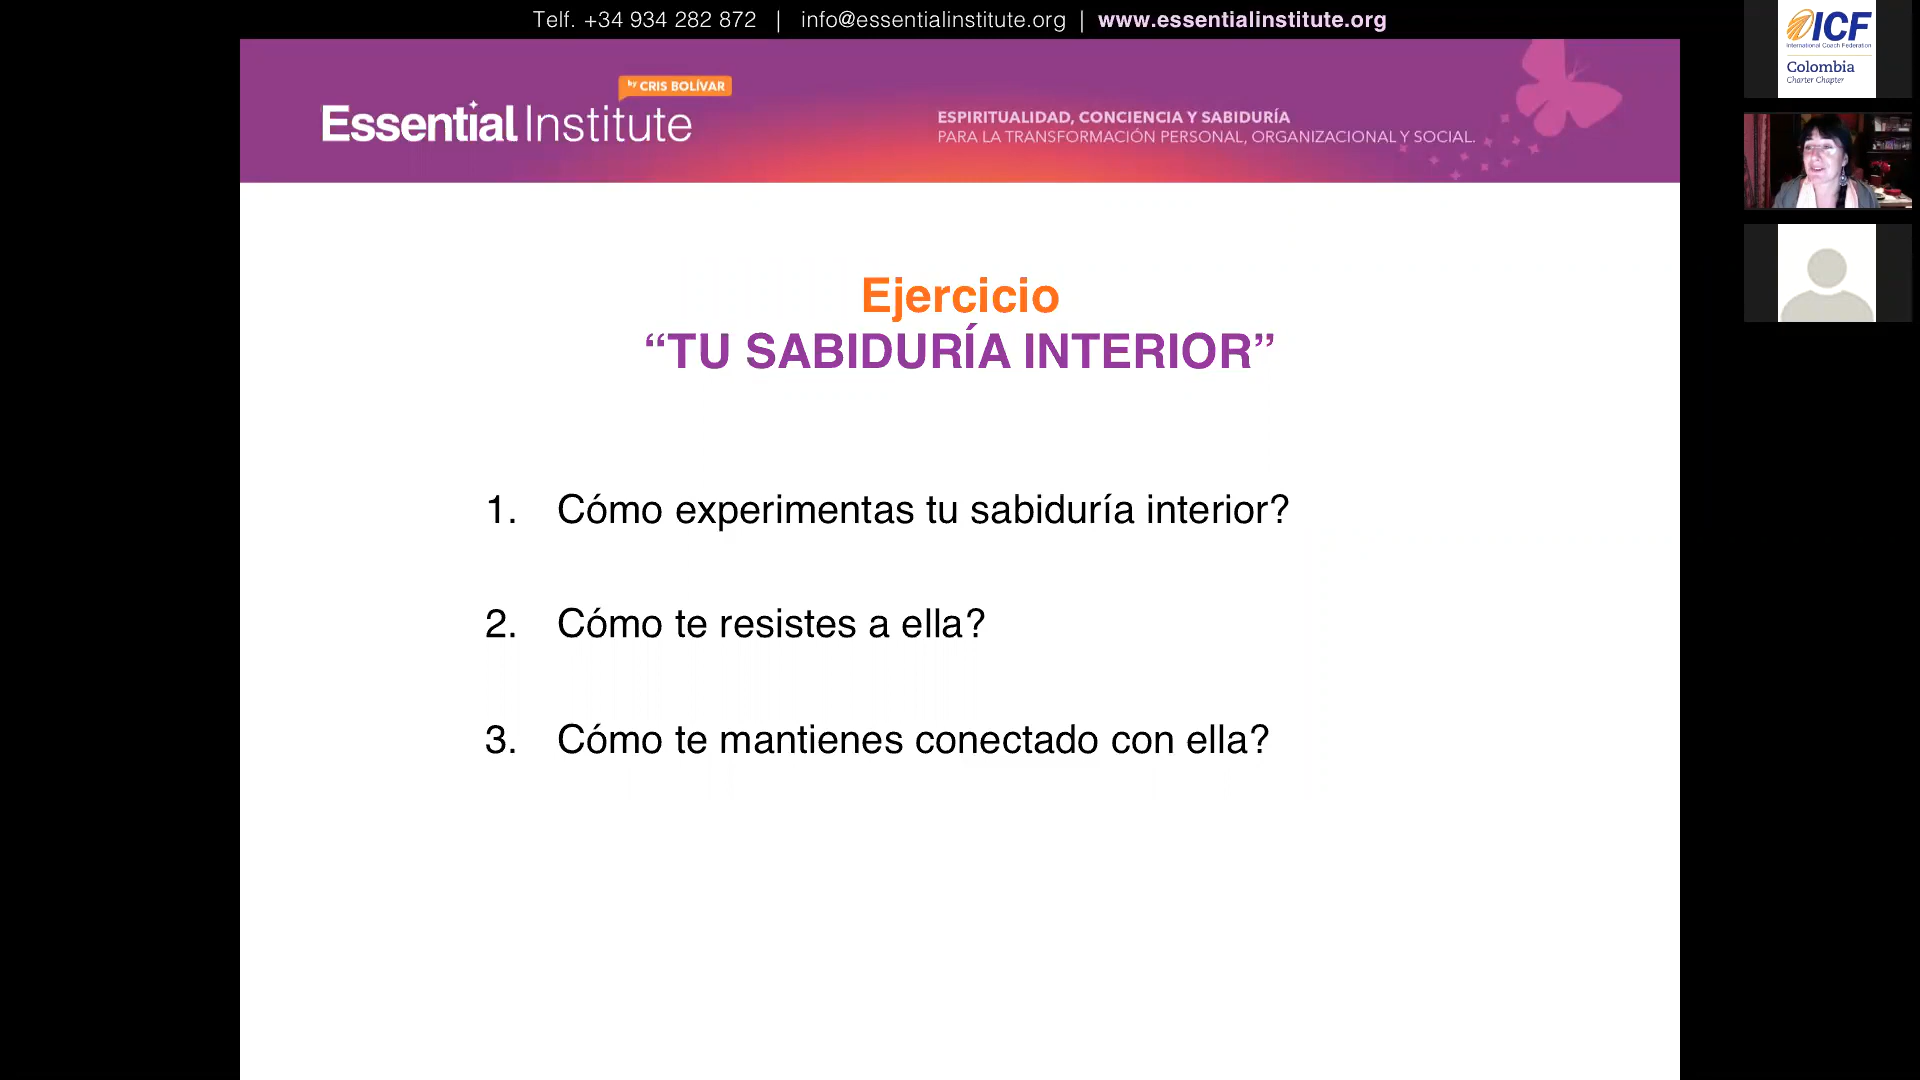 Telf. +34 934 282 872 | info@essentialinstitute.org | www.essentialinstitute.org
by CRIS BOLÍVAR
Essential Institute
ESPIRITUALIDAD, CONCIENCIA Y SABIDURÍA
PARA LA TRANSFORMACIÓN PERSONAL, ORGANIZACIONAL Y SOCIAL.
ICF
International Coach Federation
Colombia
Charter Chapter
Ejercicio
“TU SABIDURÍA INTERIOR”
1. Cómo experimentas tu sabiduría interior?
2. Cómo te resistes a ella?
3. Cómo te mantienes conectado con ella?